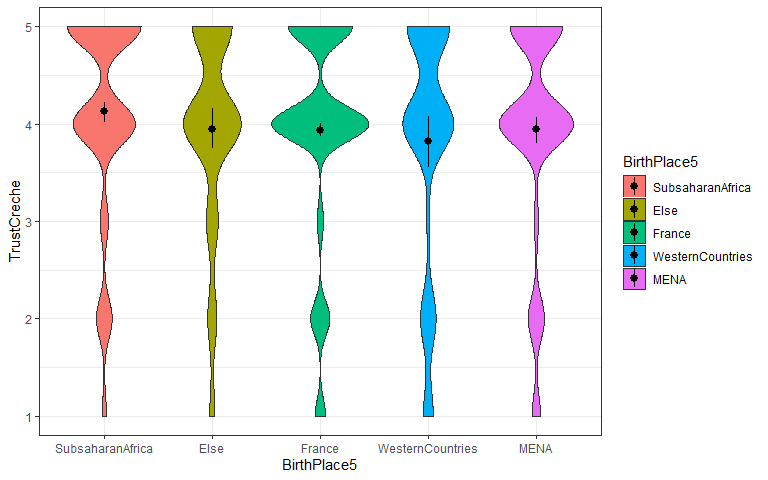 TrustCreche
5
4
3
2
1
SubsaharanAfrica Else France WesternCountries MENA
BirthPlace5
BirthPlace5
SubsaharanAfrica
Else
France
WesternCountries
MENA